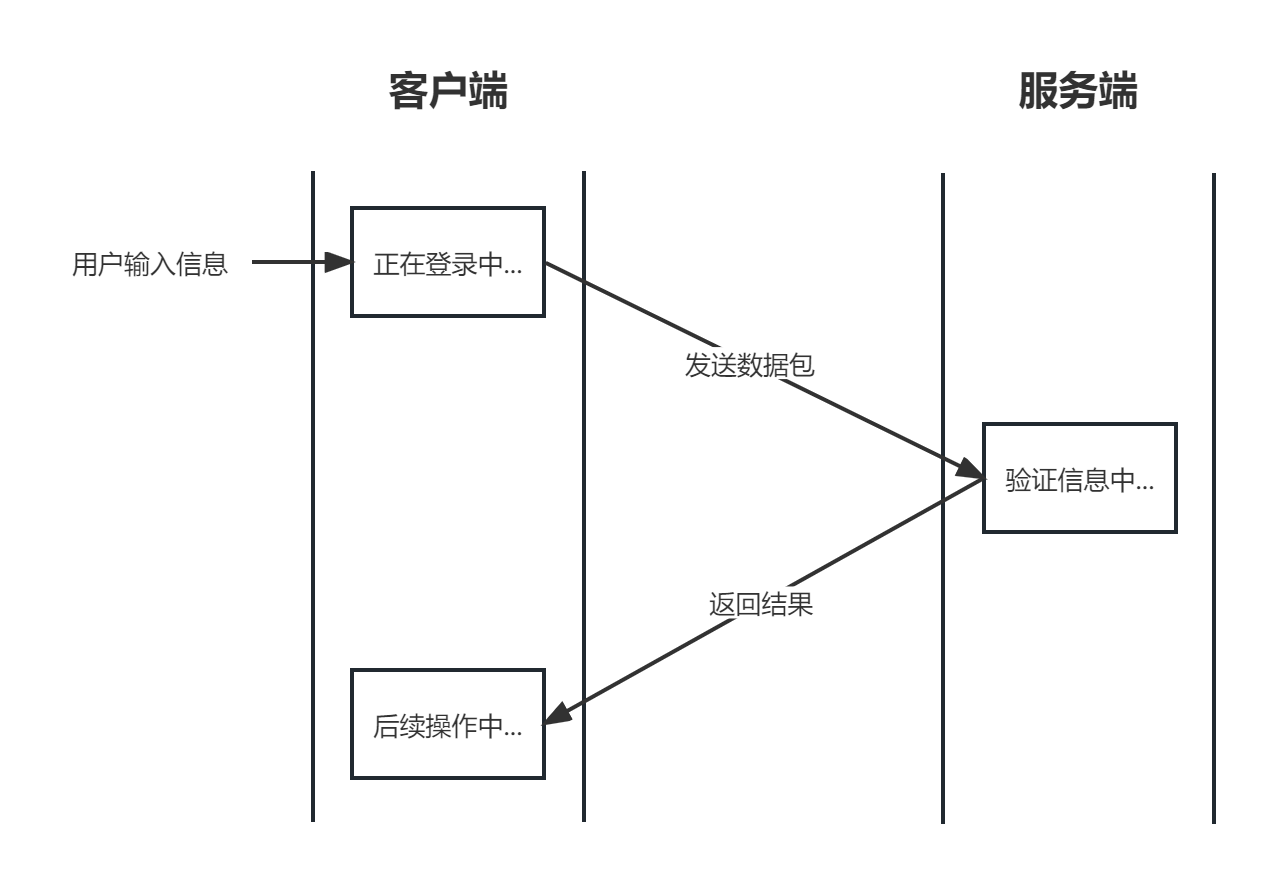 客户端
服务端
用户输入信息
正在登录中...
发送数据包
验证信息中...
返回结果
后续操作中...